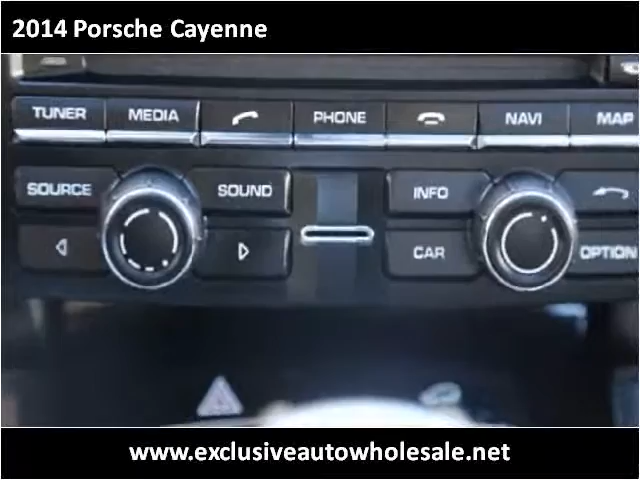 2014 Porsche Cayenne
TUNER MEDIA PHONE NAVI MAP
SOURCE SOUND INFO
CAR OPTION
www.exclusiveautowholesale.net